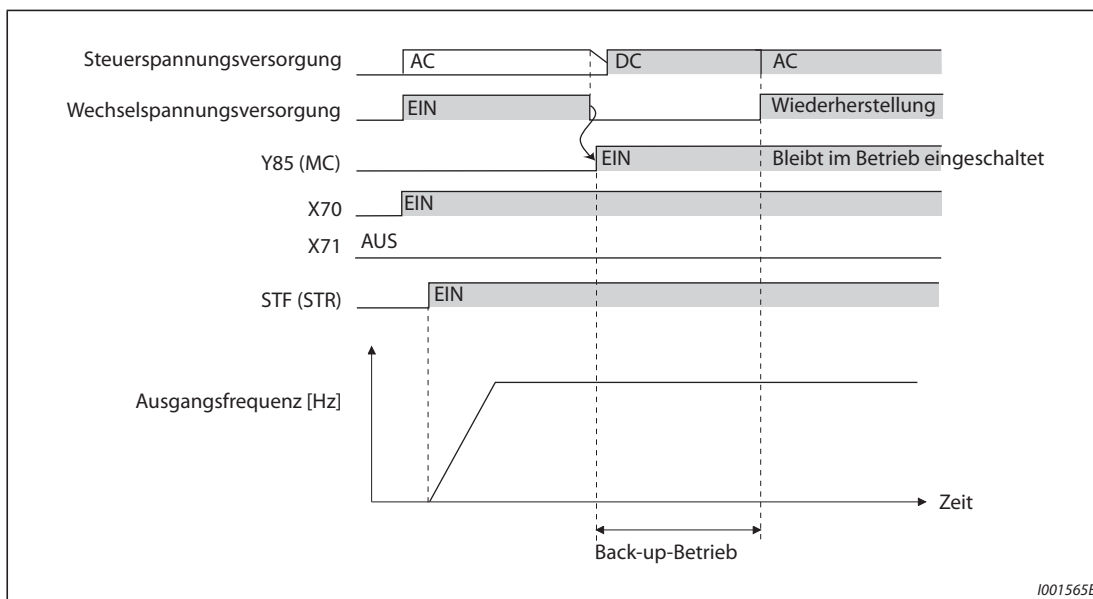 Steuerspannungsversorgung
AC
DC
AC
Wechselspannungsversorgung
EIN
Wiederherstellung
Y85 (MC)
EIN
Bleibt im Betrieb eingeschaltet
X70
EIN
X71
AUS
STF (STR)
EIN
Ausgangsfrequenz [Hz]
Zeit
Back-up-Betrieb
I001565E